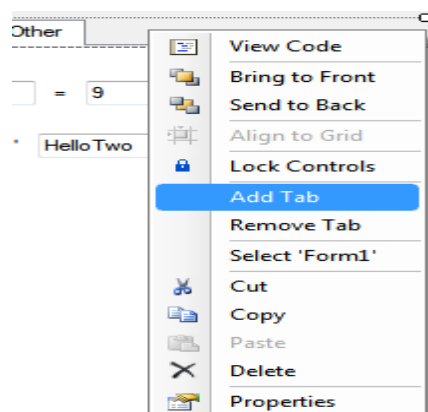 Other
View Code
Bring to Front
= 9
Send to Back
Align to Grid
" HelloTwo
Lock Controls
Add Tab
Remove Tab
Select 'Form1'
Cut
Copy
Paste
Delete
Properties